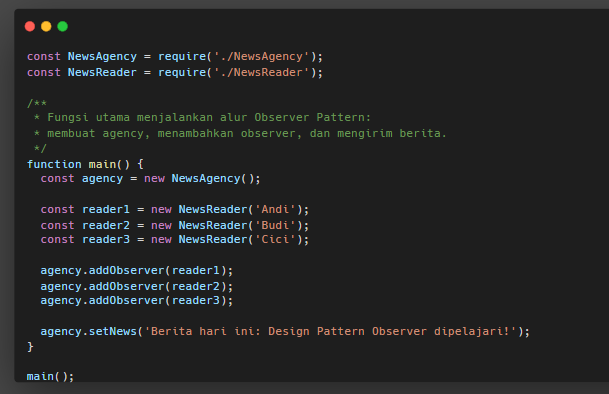 const NewsAgency = require('./NewsAgency');
const NewsReader = require('./NewsReader');
/**
 * Fungsi utama menjalankan alur Observer Pattern:
 * membuat agency, menambahkan observer, dan mengirim berita.
 */
function main() {
  const agency = new NewsAgency();
  const reader1 = new NewsReader('Andi');
  const reader2 = new NewsReader('Budi');
  const reader3 = new NewsReader('Cici');
  agency.addObserver(reader1);
  agency.addObserver(reader2);
  agency.addObserver(reader3);
  agency.setNews('Berita hari ini: Design Pattern Observer dipelajari!');
}
main();